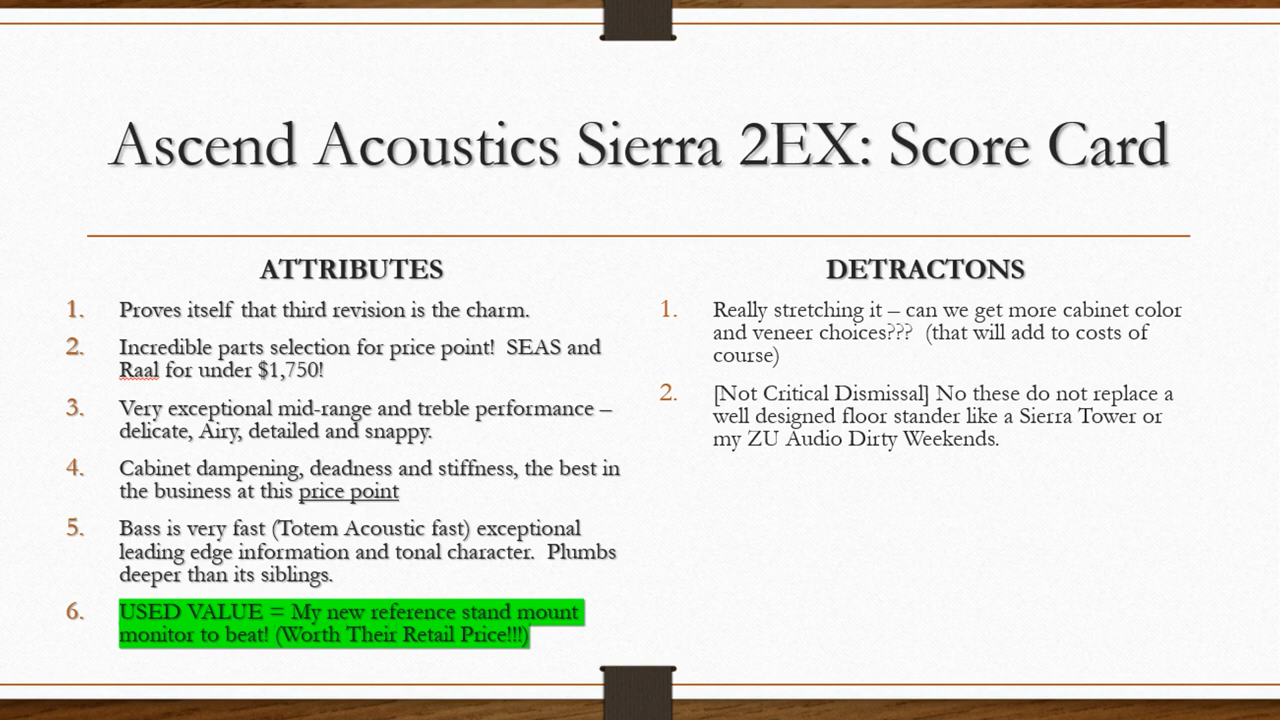 Ascend Acoustics Sierra 2EX: Score Card
ATTRIBUTES
1. Proves itself that third revision is the charm.
2. Incredible parts selection for price point! SEAS and
Raal for under $1,750!
3. Very exceptional mid-range and treble performance –
delicate, Airy, detailed and snappy.
4. Cabinet dampening, deadness and stiffness, the best in
the business at this price point
5. Bass is very fast (Totem Acoustic fast) exceptional
leading edge information and tonal character. Plumbs
deeper than its siblings.
6. USED VALUE = My new reference stand mount
monitor to beat! (Worth Their Retail Price!!!)
DETRACTONS
1. Really stretching it – can we get more cabinet color
and veneer choices??? (that will add to costs of
course)
2. [Not Critical Dismissal] No these do not replace a
well designed floor stander like a Sierra Tower or
my ZU Audio Dirty Weekends.